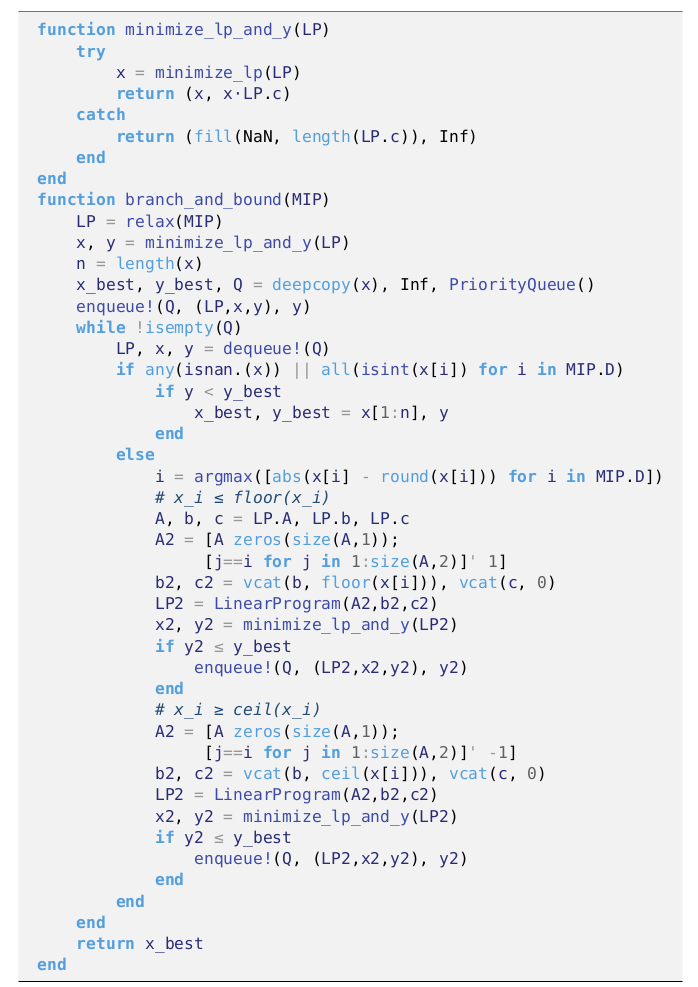 function minimize_lp_and_y(LP)
    try
        x = minimize_lp(LP)
        return (x, x⋅LP.c)
    catch
        return (fill(NaN, length(LP.c)), Inf)
    end
end
function branch_and_bound(MIP)
    LP = relax(MIP)
    x, y = minimize_lp_and_y(LP)
    n = length(x)
    x_best, y_best, Q = deepcopy(x), Inf, PriorityQueue()
    enqueue!(Q, (LP,x,y), y)
    while !isempty(Q)
        LP, x, y = dequeue!(Q)
        if any(isnan.(x)) || all(isint(x[i]) for i in MIP.D)
            if y < y_best
                x_best, y_best = x[1:n], y
            end
        else
            i = argmax([abs(x[i] - round(x[i])) for i in MIP.D])
            # x_i ≤ floor(x_i)
            A, b, c = LP.A, LP.b, LP.c
            A2 = [A zeros(size(A,1));
                 [j==i for j in 1:size(A,2)]' 1]
            b2, c2 = vcat(b, floor(x[i])), vcat(c, 0)
            LP2 = LinearProgram(A2,b2,c2)
            x2, y2 = minimize_lp_and_y(LP2)
            if y2 ≤ y_best
                enqueue!(Q, (LP2,x2,y2), y2)
            end
            # x_i ≥ ceil(x_i)
            A2 = [A zeros(size(A,1));
                 [j==i for j in 1:size(A,2)]' -1]
            b2, c2 = vcat(b, ceil(x[i])), vcat(c, 0)
            LP2 = LinearProgram(A2,b2,c2)
            x2, y2 = minimize_lp_and_y(LP2)
            if y2 ≤ y_best
                enqueue!(Q, (LP2,x2,y2), y2)
            end
        end
    end
    return x_best
end